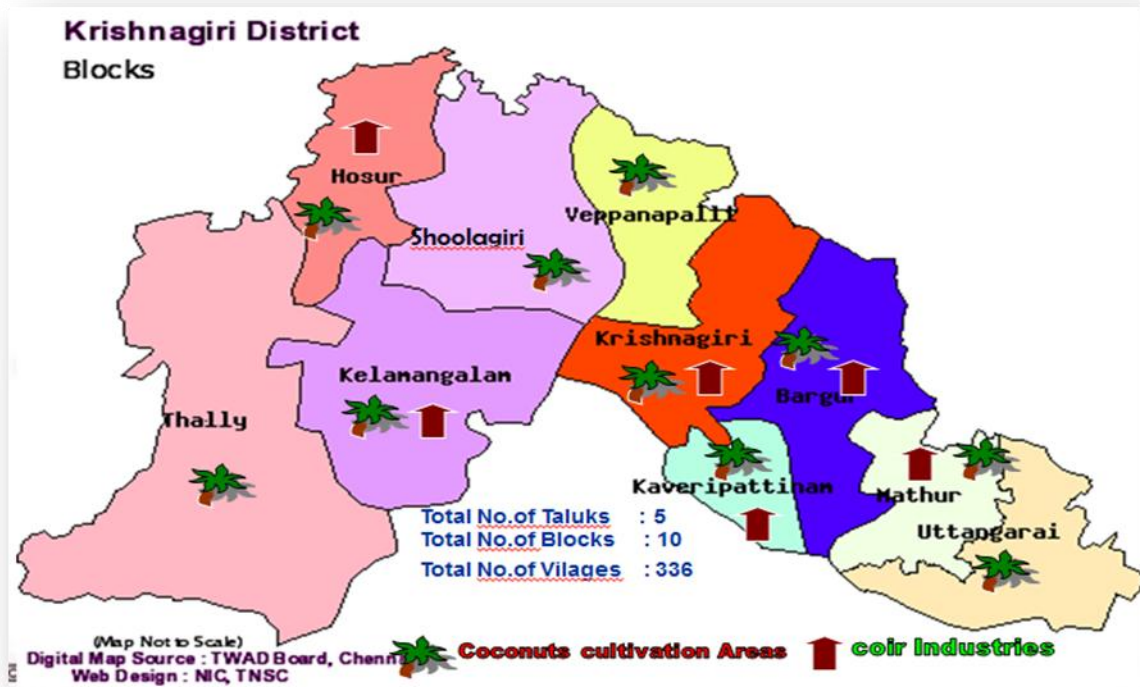 Krishnagiri District
Blocks
Hosur
Veppanapalli
Shoolagiri
Krishnagiri
Kelamangalam
Bargur
Thally
Kaveripattinam
Mathur
Uttangarai
Total No.of Taluks : 5
Total No.of Blocks : 10
Total No.of Vilages : 336
(Map Not to Scale)
Digital Map Source : TWAD Board, Chenn
Web Design : NIC, TNSC
Coconuts cultivation Areas
coir Industries